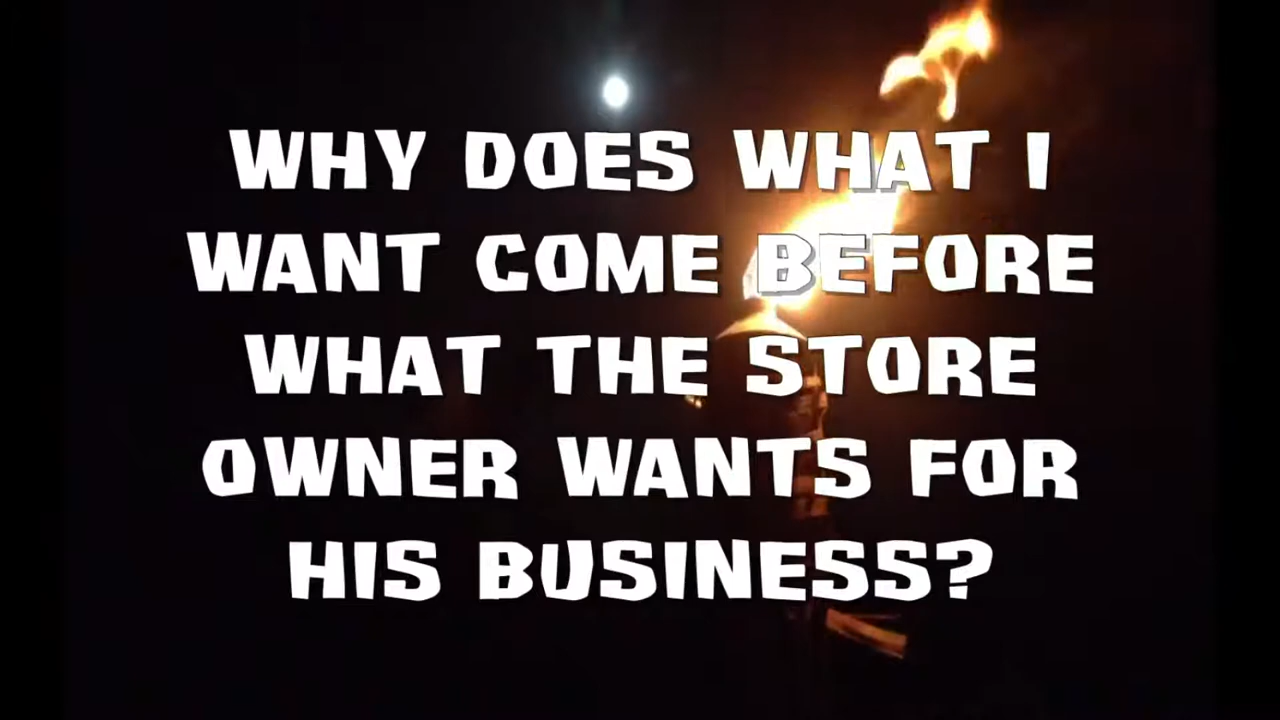 WHY DOES WHAT I
WANT COME BEFORE
WHAT THE STORE
OWNER WANTS FOR
HIS BUSINESS?